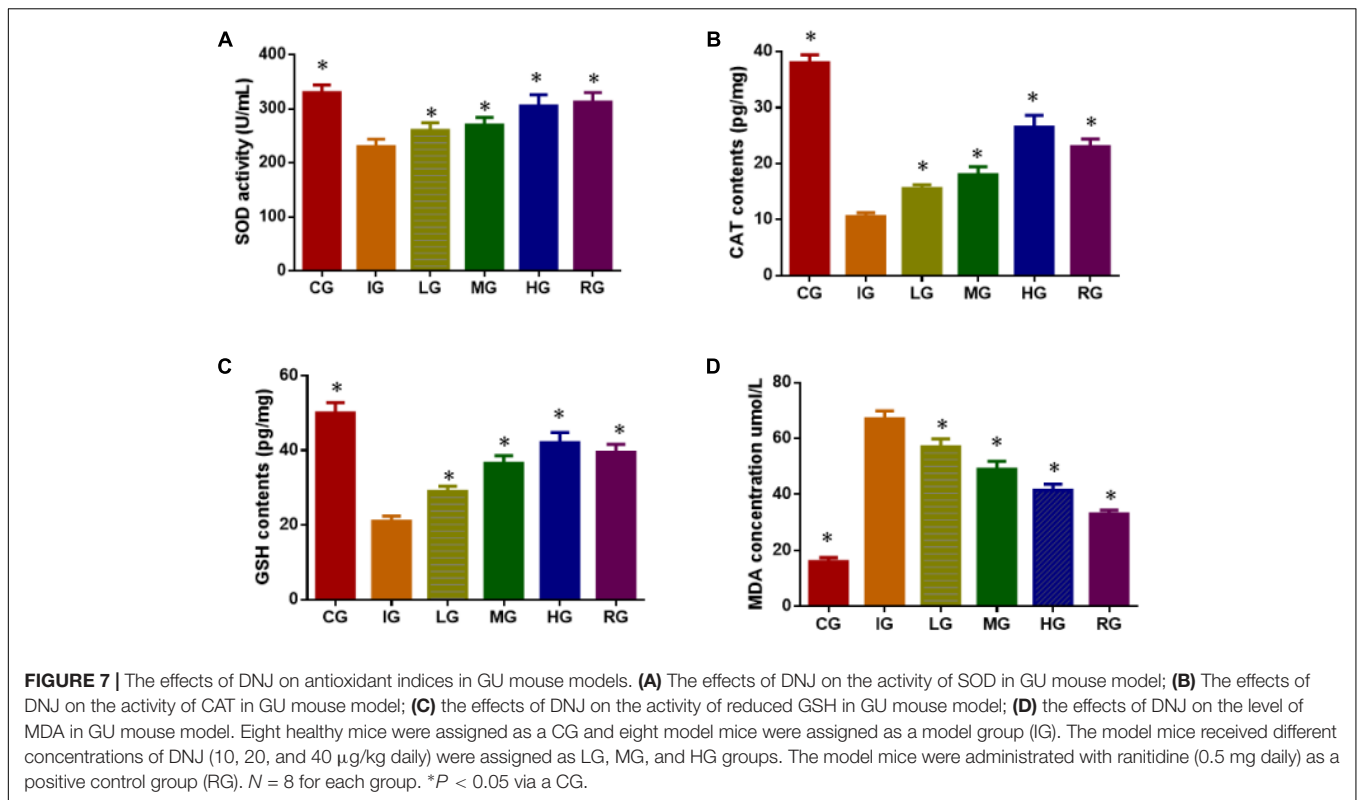 A
SOD activity (U/mL)
400
300
200
100
0
*
*
*
*
*
CG IG LG MG HG RG
B
CAT contents (pg/mg)
40
30
20
10
0
*
*
*
*
*
CG IG LG MG HG RG
C
GSH contents (pg/mg)
60
40
20
0
*
*
*
*
*
CG IG LG MG HG RG
D
MDA concentration umol/L
80
60
40
20
0
*
*
*
*
*
CG IG LG MG HG RG
FIGURE 7 | The effects of DNJ on antioxidant indices in GU mouse models. (A) The effects of DNJ on the activity of SOD in GU mouse model; (B) The effects of
DNJ on the activity of CAT in GU mouse model; (C) the effects of DNJ on the activity of reduced GSH in GU mouse model; (D) the effects of DNJ on the level of
MDA in GU mouse model. Eight healthy mice were assigned as a CG and eight model mice were assigned as a model group (IG). The model mice received different
concentrations of DNJ (10, 20, and 40 μg/kg daily) were assigned as LG, MG, and HG groups. The model mice were administrated with ranitidine (0.5 mg daily) as a
positive control group (RG). N = 8 for each group. *P < 0.05 via a CG.